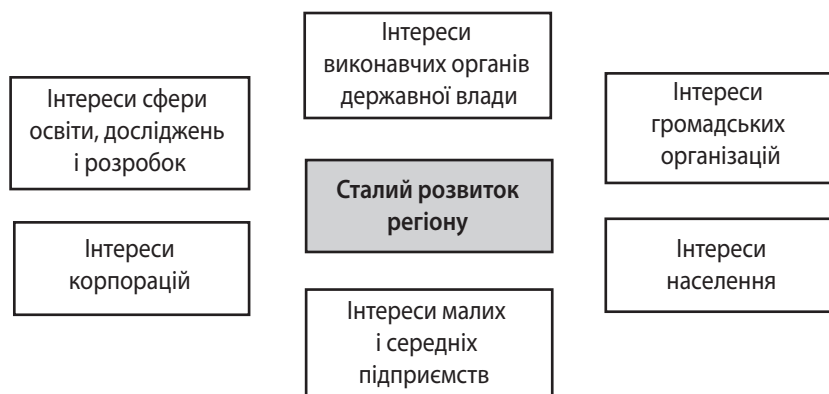 Інтереси
виконавчих органів
державної влади
Інтереси сфери
освіти, досліджень
і розробок
Інтереси
громадських
організацій
Сталий розвиток
регіону
Інтереси
корпорацій
Інтереси
населення
Інтереси малих
і середніх
підприємств